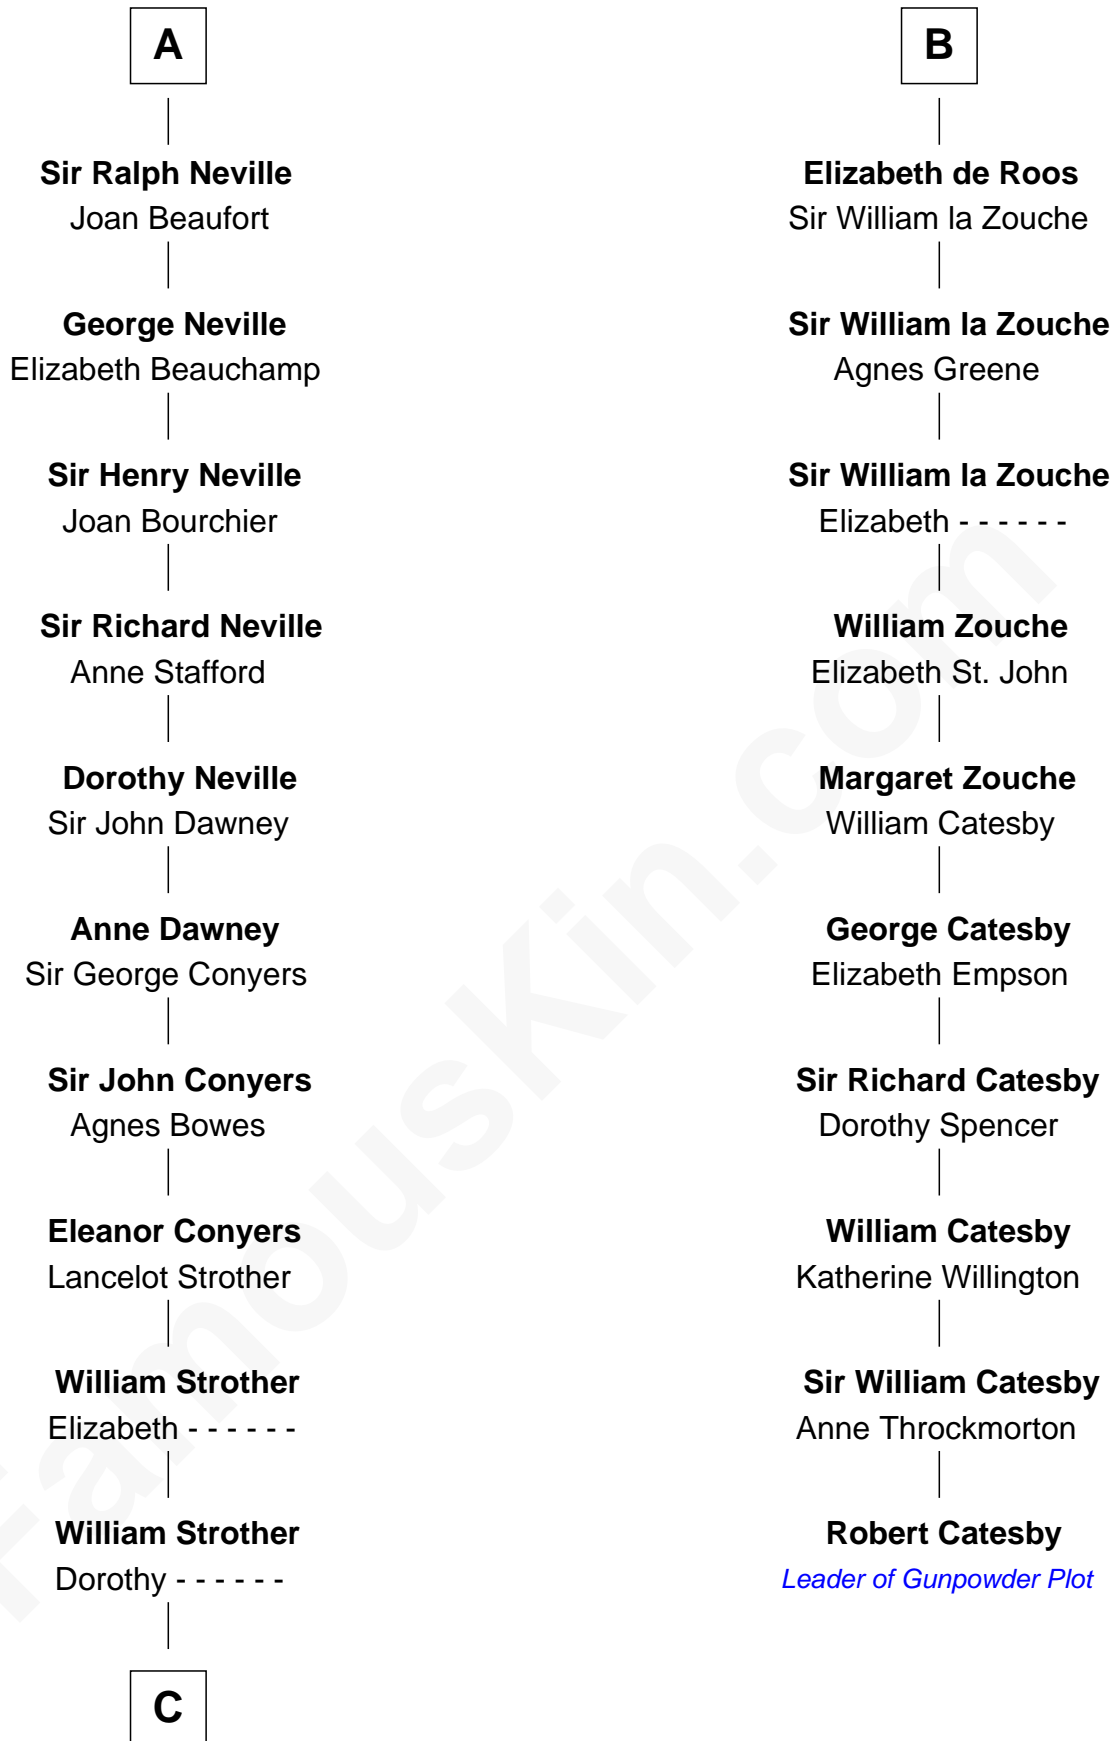 A
Sir Ralph Neville
Joan Beaufort
George Neville
Elizabeth Beauchamp
Sir Henry Neville
Joan Bourchier
Sir Richard Neville
Anne Stafford
Dorothy Neville
Sir John Dawney
Anne Dawney
Sir George Conyers
Sir John Conyers
Agnes Bowes
Eleanor Conyers
Lancelot Strother
William Strother
Elizabeth - - - - - -
William Strother
Dorothy - - - - - -
C
B
Elizabeth de Roos
Sir William la Zouche
Sir William la Zouche
Agnes Greene
Sir William la Zouche
Elizabeth - - - - - -
William Zouche
Elizabeth St. John
Margaret Zouche
William Catesby
George Catesby
Elizabeth Empson
Sir Richard Catesby
Dorothy Spencer
William Catesby
Katherine Willington
Sir William Catesby
Anne Throckmorton
Robert Catesby
Leader of Gunpowder Plot
FamousKin.com